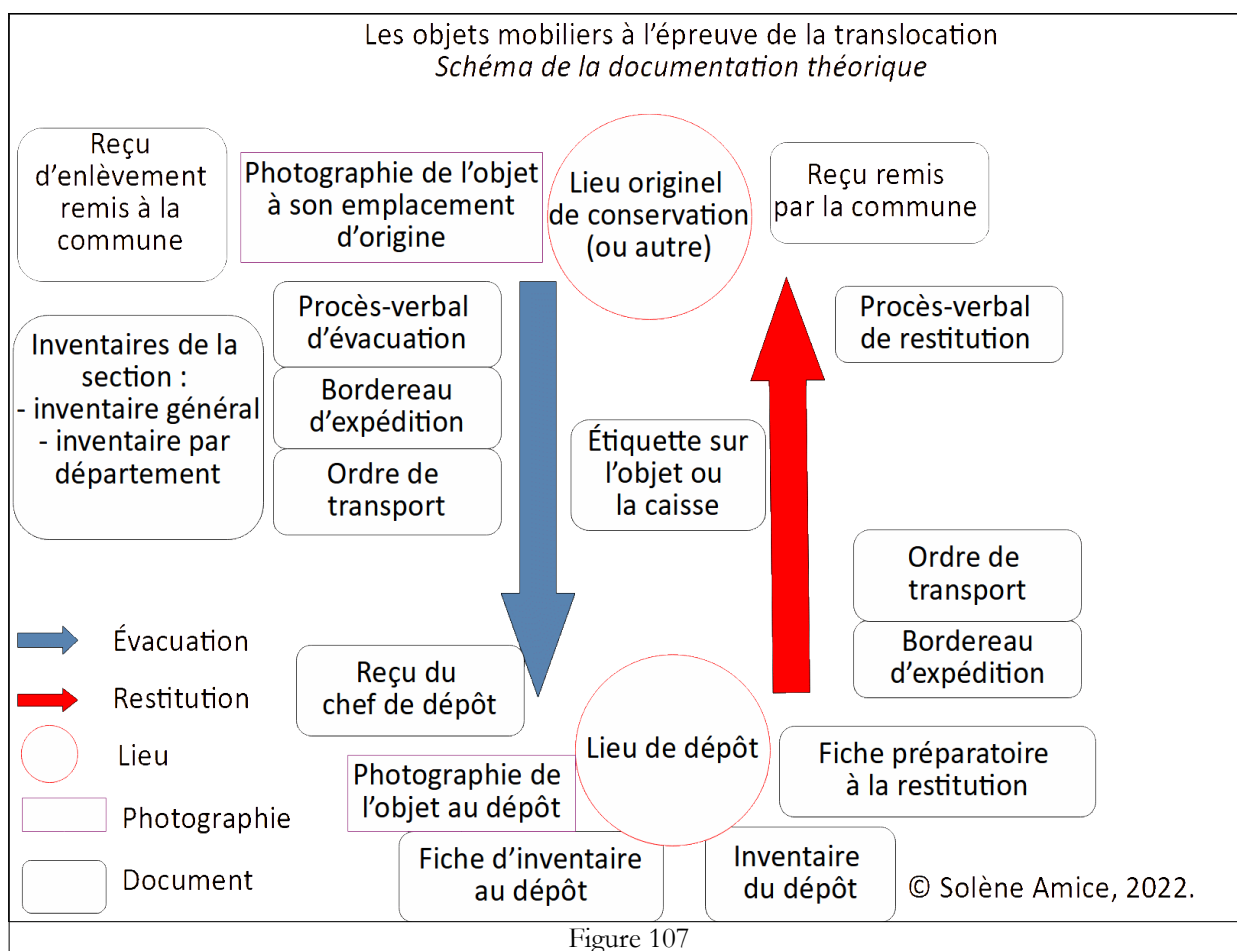 Les objets mobiliers à l'épreuve de la translocation
Schéma de la documentation théorique
Reçu
d'enlèvement
remis à la
commune
Photographie de l'objet
à son emplacement
d'origine
Lieu originel
de conservation
(ou autre)
Reçu remis
par la commune
Procès-verbal
d'évacuation
Procès-verbal
de restitution
Inventaires de la
section :
- inventaire général
- inventaire par
département
Bordereau
d'expédition
Ordre de
transport
Étiquette sur
l'objet ou
la caisse
Ordre de
transport
Bordereau
d'expédition
Évacuation
Restitution
Lieu
Photographie
Document
Reçu du
chef de dépôt
Lieu de dépôt
Fiche préparatoire
à la restitution
Photographie de
l'objet au dépôt
Fiche d'inventaire
au dépôt
Inventaire
du dépôt
© Solène Amice, 2022.
Figure 107